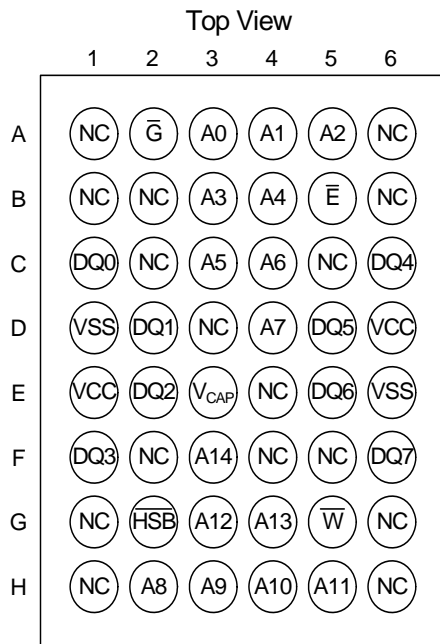 Top View
1 2 3 4 5 6
A NC G̅ A0 A1 A2 NC
B NC NC A3 A4 E̅ NC
C DQ0 NC A5 A6 NC DQ4
D VSS DQ1 NC A7 DQ5 VCC
E VCC DQ2 VCAP NC DQ6 VSS
F DQ3 NC A14 NC NC DQ7
G NC H̅S̅B̅ A12 A13 W̅ NC
H NC A8 A9 A10 A11 NC